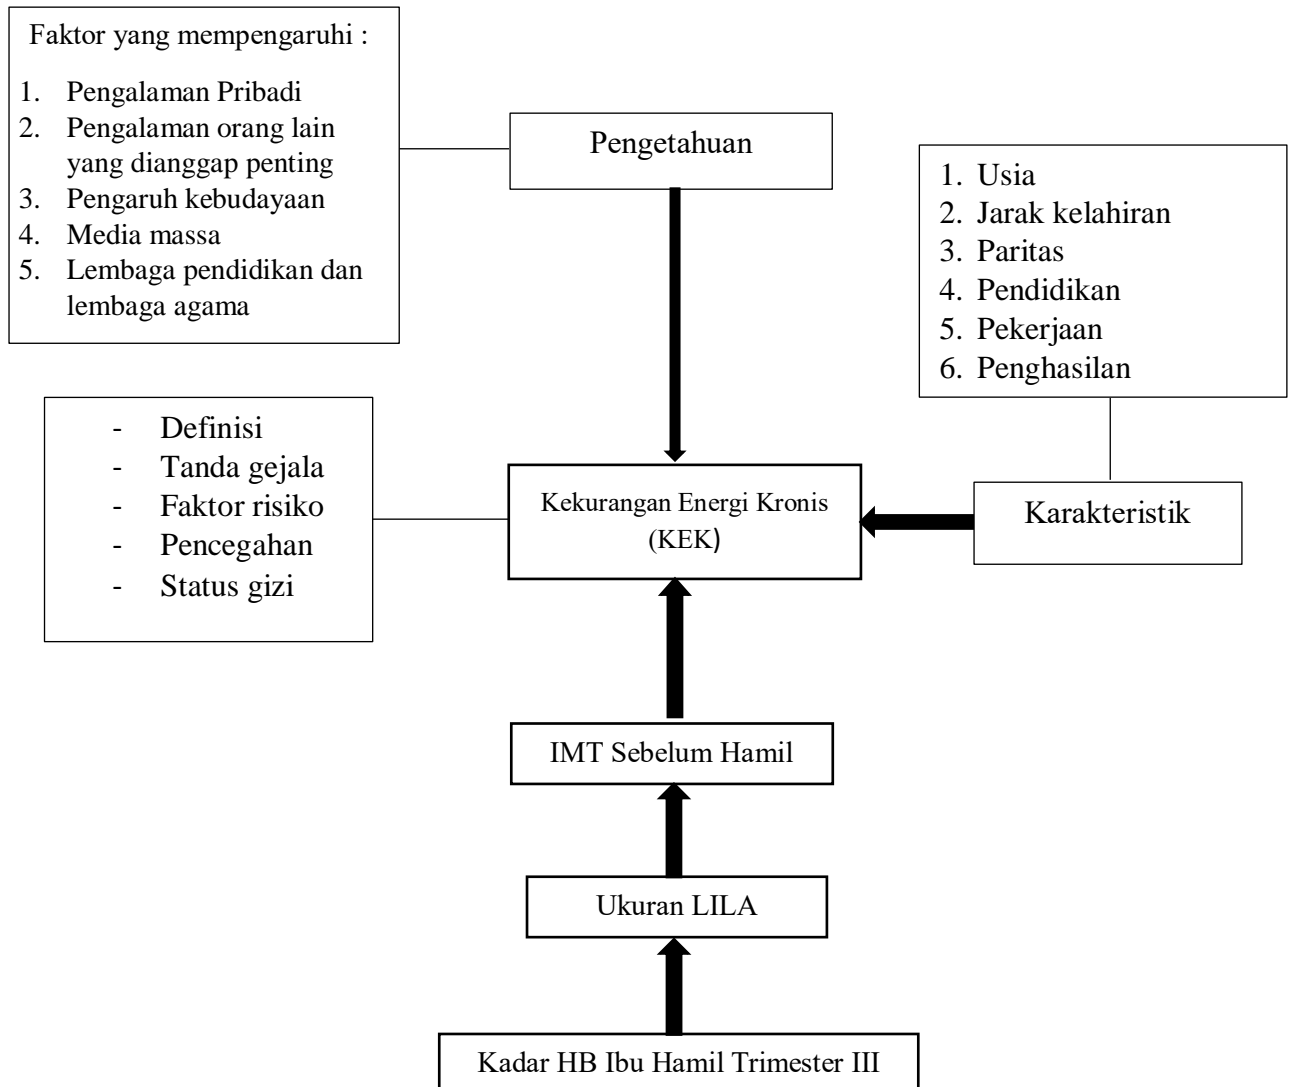 Faktor yang mempengaruhi :
1. Pengalaman Pribadi
2. Pengalaman orang lain
yang dianggap penting
3. Pengaruh kebudayaan
4. Media massa
5. Lembaga pendidikan dan
lembaga agama
Pengetahuan
1. Usia
2. Jarak kelahiran
3. Paritas
4. Pendidikan
5. Pekerjaan
6. Penghasilan
- Definisi
- Tanda gejala
- Faktor risiko
- Pencegahan
- Status gizi
Kekurangan Energi Kronis
(KEK)
Karakteristik
IMT Sebelum Hamil
Ukuran LILA
Kadar HB Ibu Hamil Trimester III